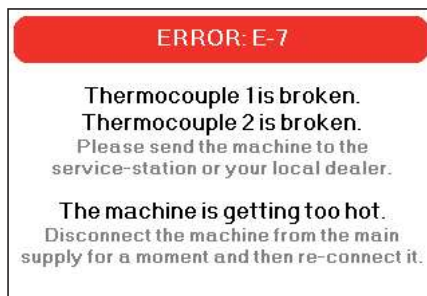 ERROR: E-7
Thermocouple 1 is broken.
Thermocouple 2 is broken.
Please send the machine to the
service-station or your local dealer.
The machine is getting too hot.
Disconnect the machine from the main
supply for a moment and then re-connect it.